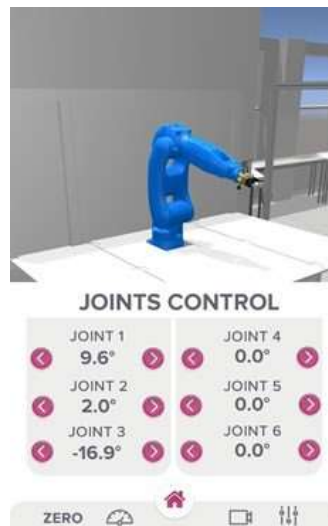 JOINTS CONTROL
JOINT 1
9.6°
JOINT 2
2.0°
JOINT 3
-16.9°
JOINT 4
0.0°
JOINT 5
0.0°
JOINT 6
0.0°
ZERO